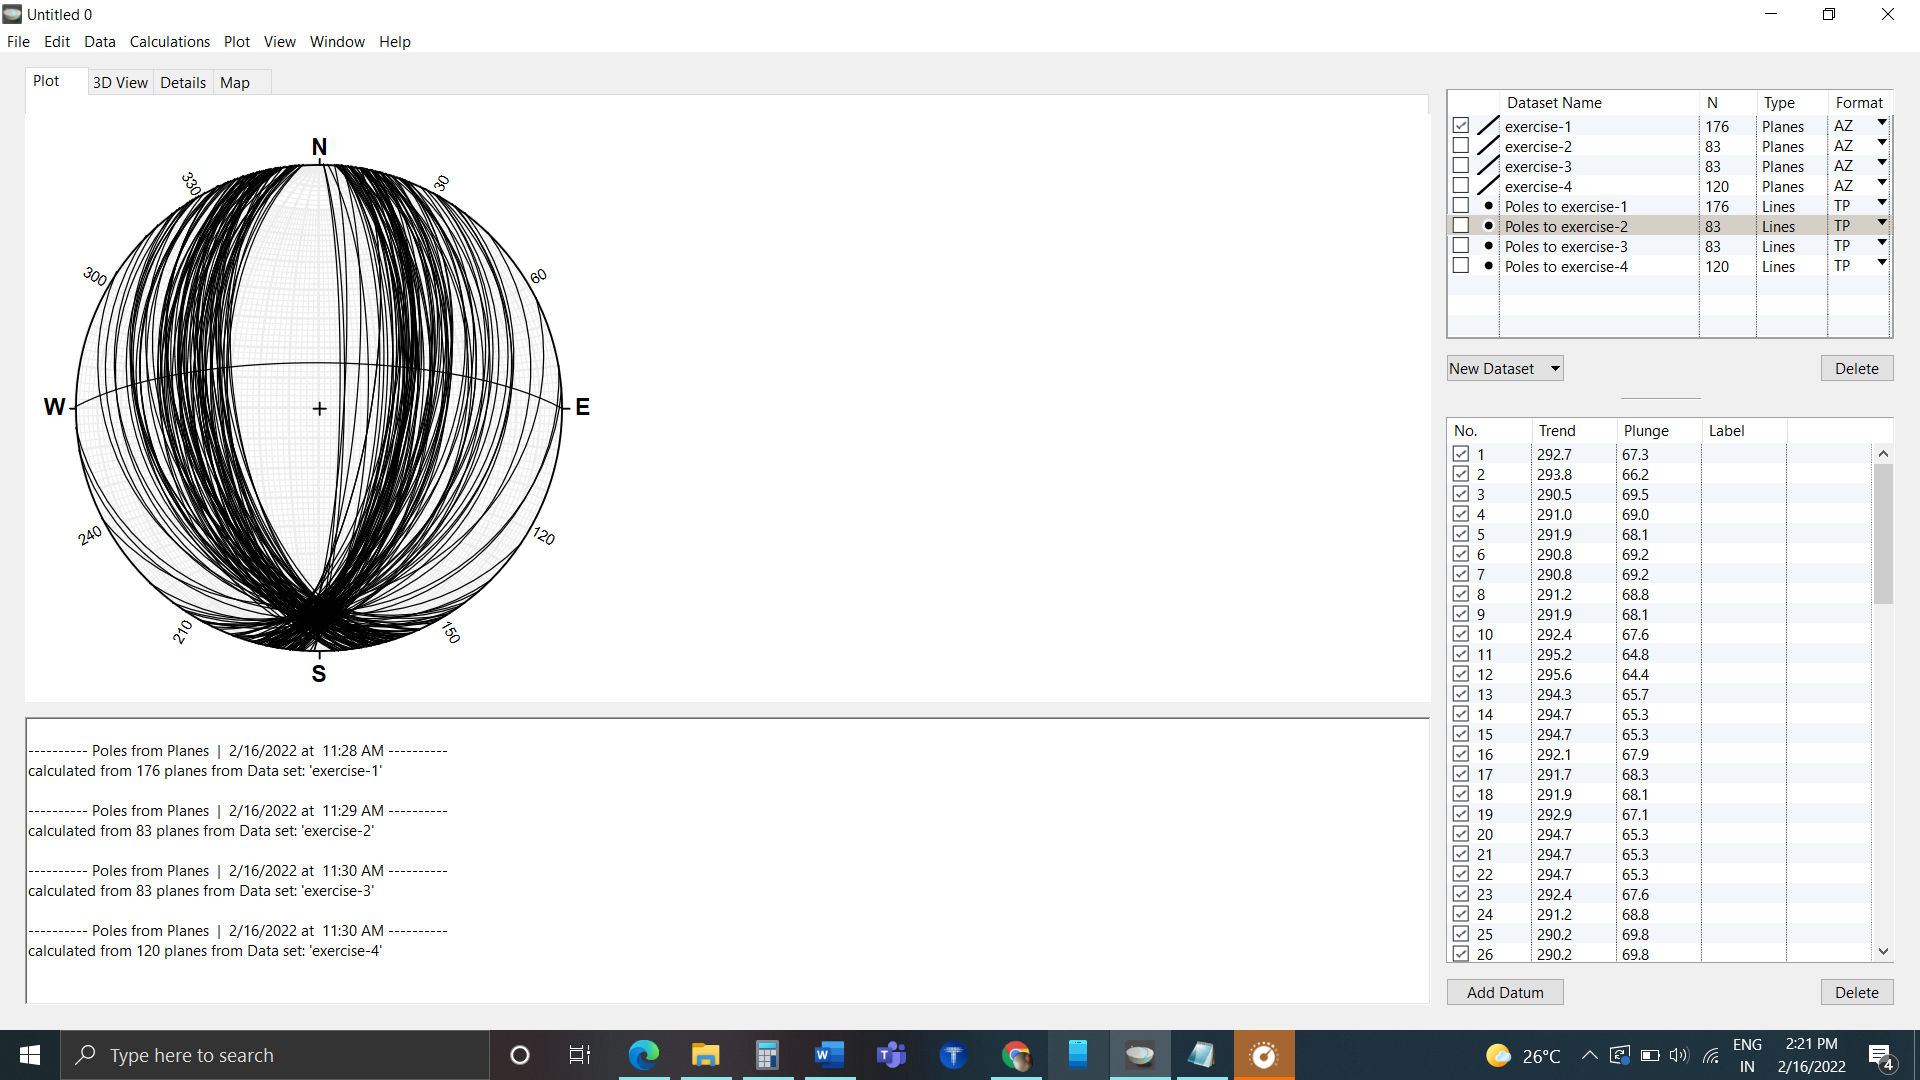 Untitled 0
File Edit Data Calculations Plot View Window Help
Plot 3D View Details Map
N
330 30
300 60
W E
240 120
210 150
S
---------- Poles from Planes | 2/16/2022 at 11:28 AM ----------
calculated from 176 planes from Data set: 'exercise-1'
---------- Poles from Planes | 2/16/2022 at 11:29 AM ----------
calculated from 83 planes from Data set: 'exercise-2'
---------- Poles from Planes | 2/16/2022 at 11:30 AM ----------
calculated from 83 planes from Data set: 'exercise-3'
---------- Poles from Planes | 2/16/2022 at 11:30 AM ----------
calculated from 120 planes from Data set: 'exercise-4'
Dataset Name N Type Format
exercise-1 176 Planes AZ
exercise-2 83 Planes AZ
exercise-3 83 Planes AZ
exercise-4 120 Planes AZ
Poles to exercise-1 176 Lines TP
Poles to exercise-2 83 Lines TP
Poles to exercise-3 83 Lines TP
Poles to exercise-4 120 Lines TP
New Dataset Delete
No. Trend Plunge Label
1 292.7 67.3
2 293.8 66.2
3 290.5 69.5
4 291.0 69.0
5 291.9 68.1
6 290.8 69.2
7 290.8 69.2
8 291.2 68.8
9 291.9 68.1
10 292.4 67.6
11 295.2 64.8
12 295.6 64.4
13 294.3 65.7
14 294.7 65.3
15 294.7 65.3
16 292.1 67.9
17 291.7 68.3
18 291.9 68.1
19 292.9 67.1
20 294.7 65.3
21 294.7 65.3
22 294.7 65.3
23 292.4 67.6
24 291.2 68.8
25 290.2 69.8
26 290.2 69.8
Add Datum Delete
Type here to search
26°C
ENG
IN
2:21 PM
2/16/2022
4